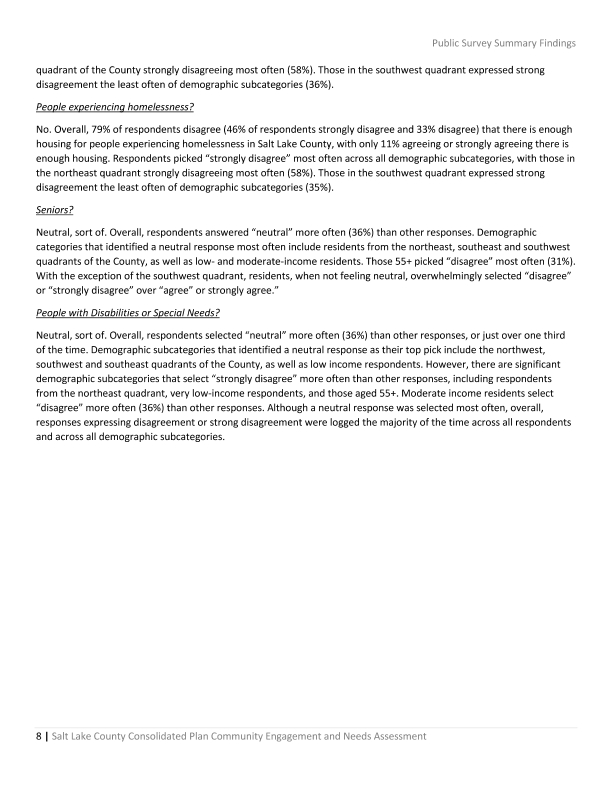 Public Survey Summary Findings
quadrant of the County strongly disagreeing most often (58%). Those in the southwest quadrant expressed strong
disagreement the least often of demographic subcategories (36%).
People experiencing homelessness?
No. Overall, 79% of respondents disagree (46% of respondents strongly disagree and 33% disagree) that there is enough
housing for people experiencing homelessness in Salt Lake County, with only 11% agreeing or strongly agreeing there is
enough housing. Respondents picked “strongly disagree” most often across all demographic subcategories, with those in
the northeast quadrant strongly disagreeing most often (58%). Those in the southwest quadrant expressed strong
disagreement the least often of demographic subcategories (35%).
Seniors?
Neutral, sort of. Overall, respondents answered “neutral” more often (36%) than other responses. Demographic
categories that identified a neutral response most often include residents from the northeast, southeast and southwest
quadrants of the County, as well as low- and moderate-income residents. Those 55+ picked “disagree” most often (31%).
With the exception of the southwest quadrant, residents, when not feeling neutral, overwhelmingly selected “disagree”
or “strongly disagree” over “agree” or strongly agree.”
People with Disabilities or Special Needs?
Neutral, sort of. Overall, respondents selected “neutral” more often (36%) than other responses, or just over one third
of the time. Demographic subcategories that identified a neutral response as their top pick include the northwest,
southwest and southeast quadrants of the County, as well as low income respondents. However, there are significant
demographic subcategories that select “strongly disagree” more often than other responses, including respondents
from the northeast quadrant, very low-income respondents, and those aged 55+. Moderate income residents select
“disagree” more often (36%) than other responses. Although a neutral response was selected most often, overall,
responses expressing disagreement or strong disagreement were logged the majority of the time across all respondents
and across all demographic subcategories.
8 | Salt Lake County Consolidated Plan Community Engagement and Needs Assessment